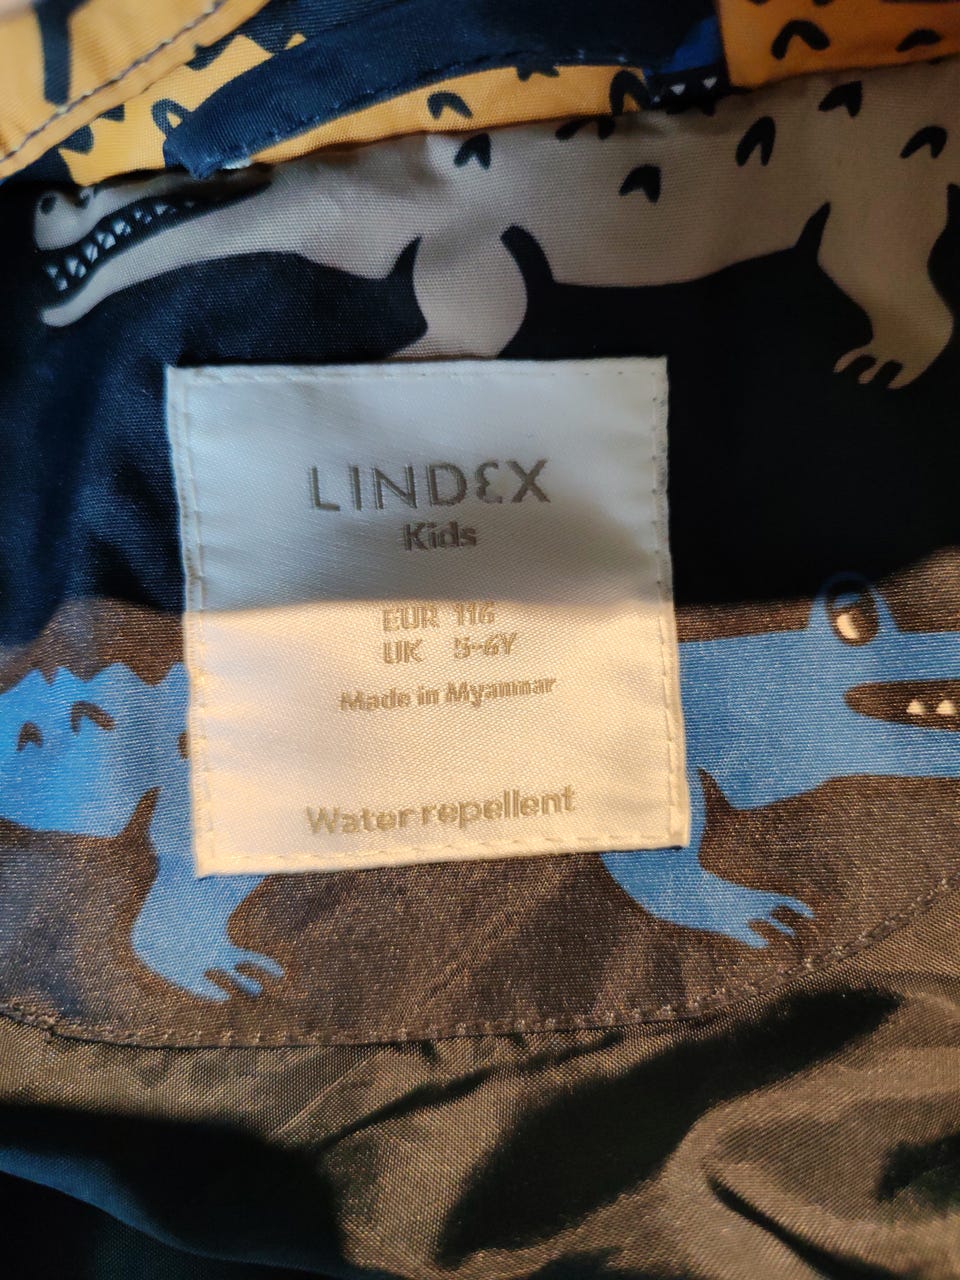 LINDEX
Kids
EUR 116
UK 5-6Y
Made in Myanmar
Water repellent